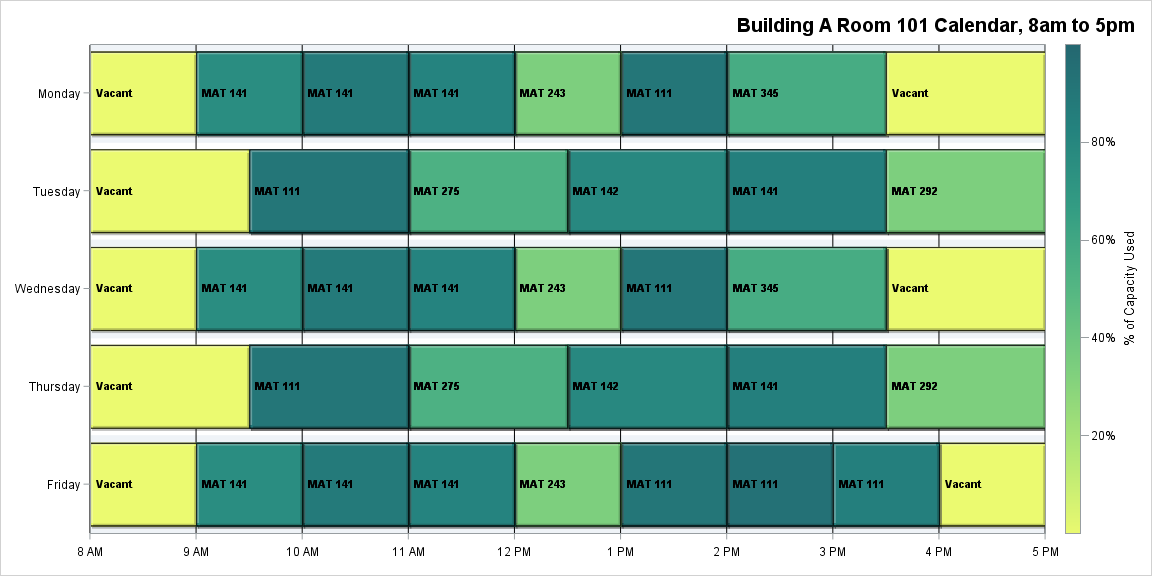 Building A Room 101 Calendar, 8am to 5pm
Monday
Vacant
MAT 141
MAT 141
MAT 141
MAT 243
MAT 111
MAT 345
Vacant
Tuesday
Vacant
MAT 111
MAT 275
MAT 142
MAT 141
MAT 292
Wednesday
Vacant
MAT 141
MAT 141
MAT 141
MAT 243
MAT 111
MAT 345
Vacant
Thursday
Vacant
MAT 111
MAT 275
MAT 142
MAT 141
MAT 292
Friday
Vacant
MAT 141
MAT 141
MAT 141
MAT 243
MAT 111
MAT 111
MAT 111
Vacant
8 AM
9 AM
10 AM
11 AM
12 PM
1 PM
2 PM
3 PM
4 PM
5 PM
80%
60%
40%
20%
% of Capacity Used